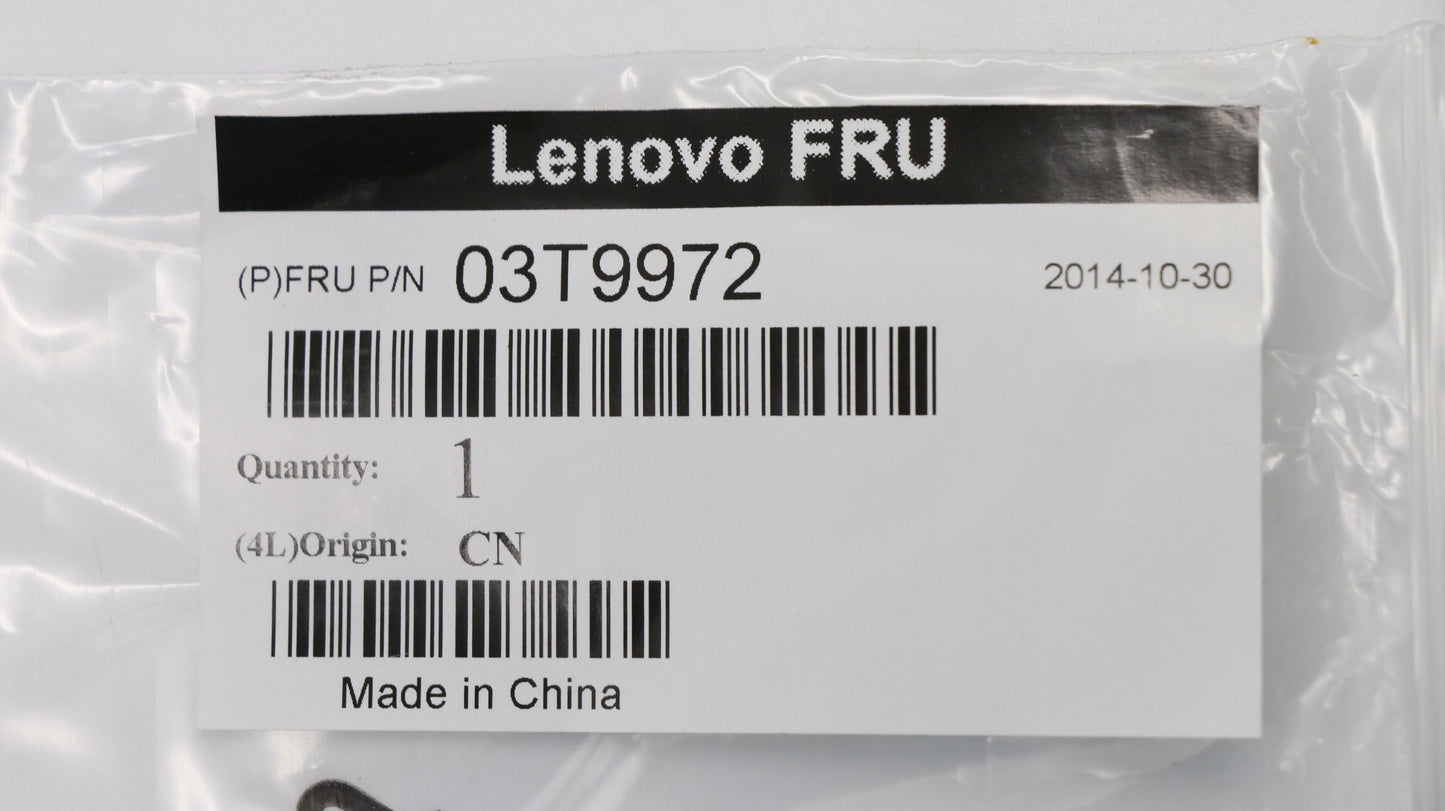 Lenovo FRU
(P)FRU P/N 03T9972 2014-10-30
Quantity: 1
(4L)Origin: CN
Made in China